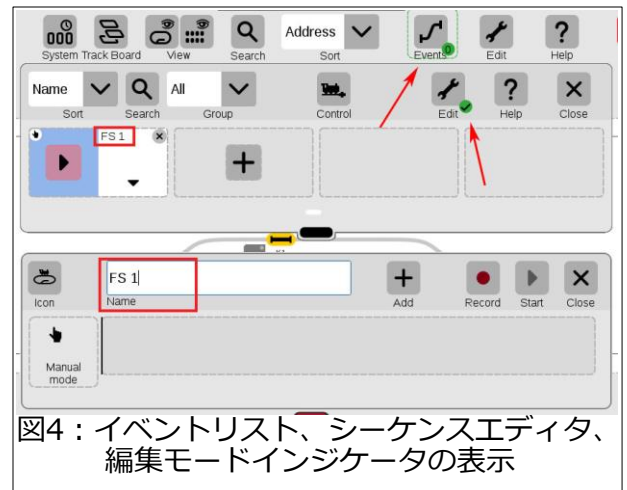 000
Address
0
System Track Board View Search Sort Events Edit Help
Name All
Sort Search Group Control Edit Help Close
FS 1
FS 1
Icon Name Add Record Start Close
Manual
mode
図4：イベントリスト、シーケンスエディタ、
編集モードインジケータの表示